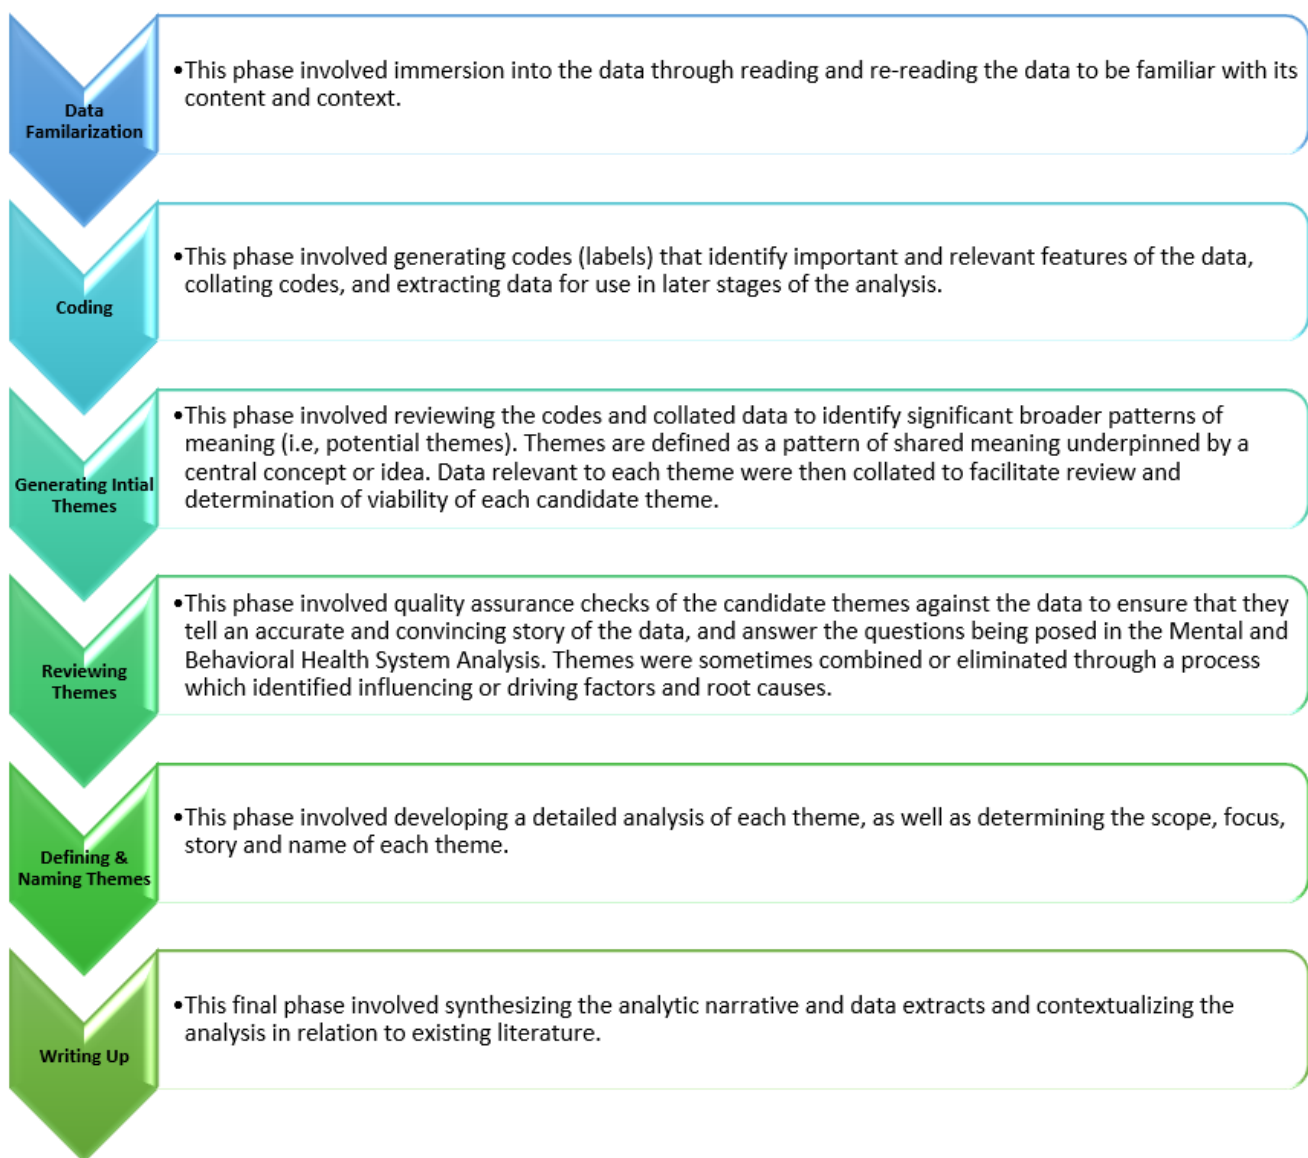 Data
Familarization
•This phase involved immersion into the data through reading and re-reading the data to be familiar with its
content and context.
Coding
•This phase involved generating codes (labels) that identify important and relevant features of the data,
collating codes, and extracting data for use in later stages of the analysis.
Generating Intial
Themes
•This phase involved reviewing the codes and collated data to identify significant broader patterns of
meaning (i.e, potential themes). Themes are defined as a pattern of shared meaning underpinned by a
central concept or idea. Data relevant to each theme were then collated to facilitate review and
determination of viability of each candidate theme.
Reviewing
Themes
•This phase involved quality assurance checks of the candidate themes against the data to ensure that they
tell an accurate and convincing story of the data, and answer the questions being posed in the Mental and
Behavioral Health System Analysis. Themes were sometimes combined or eliminated through a process
which identified influencing or driving factors and root causes.
Defining &
Naming Themes
•This phase involved developing a detailed analysis of each theme, as well as determining the scope, focus,
story and name of each theme.
Writing Up
•This final phase involved synthesizing the analytic narrative and data extracts and contextualizing the
analysis in relation to existing literature.